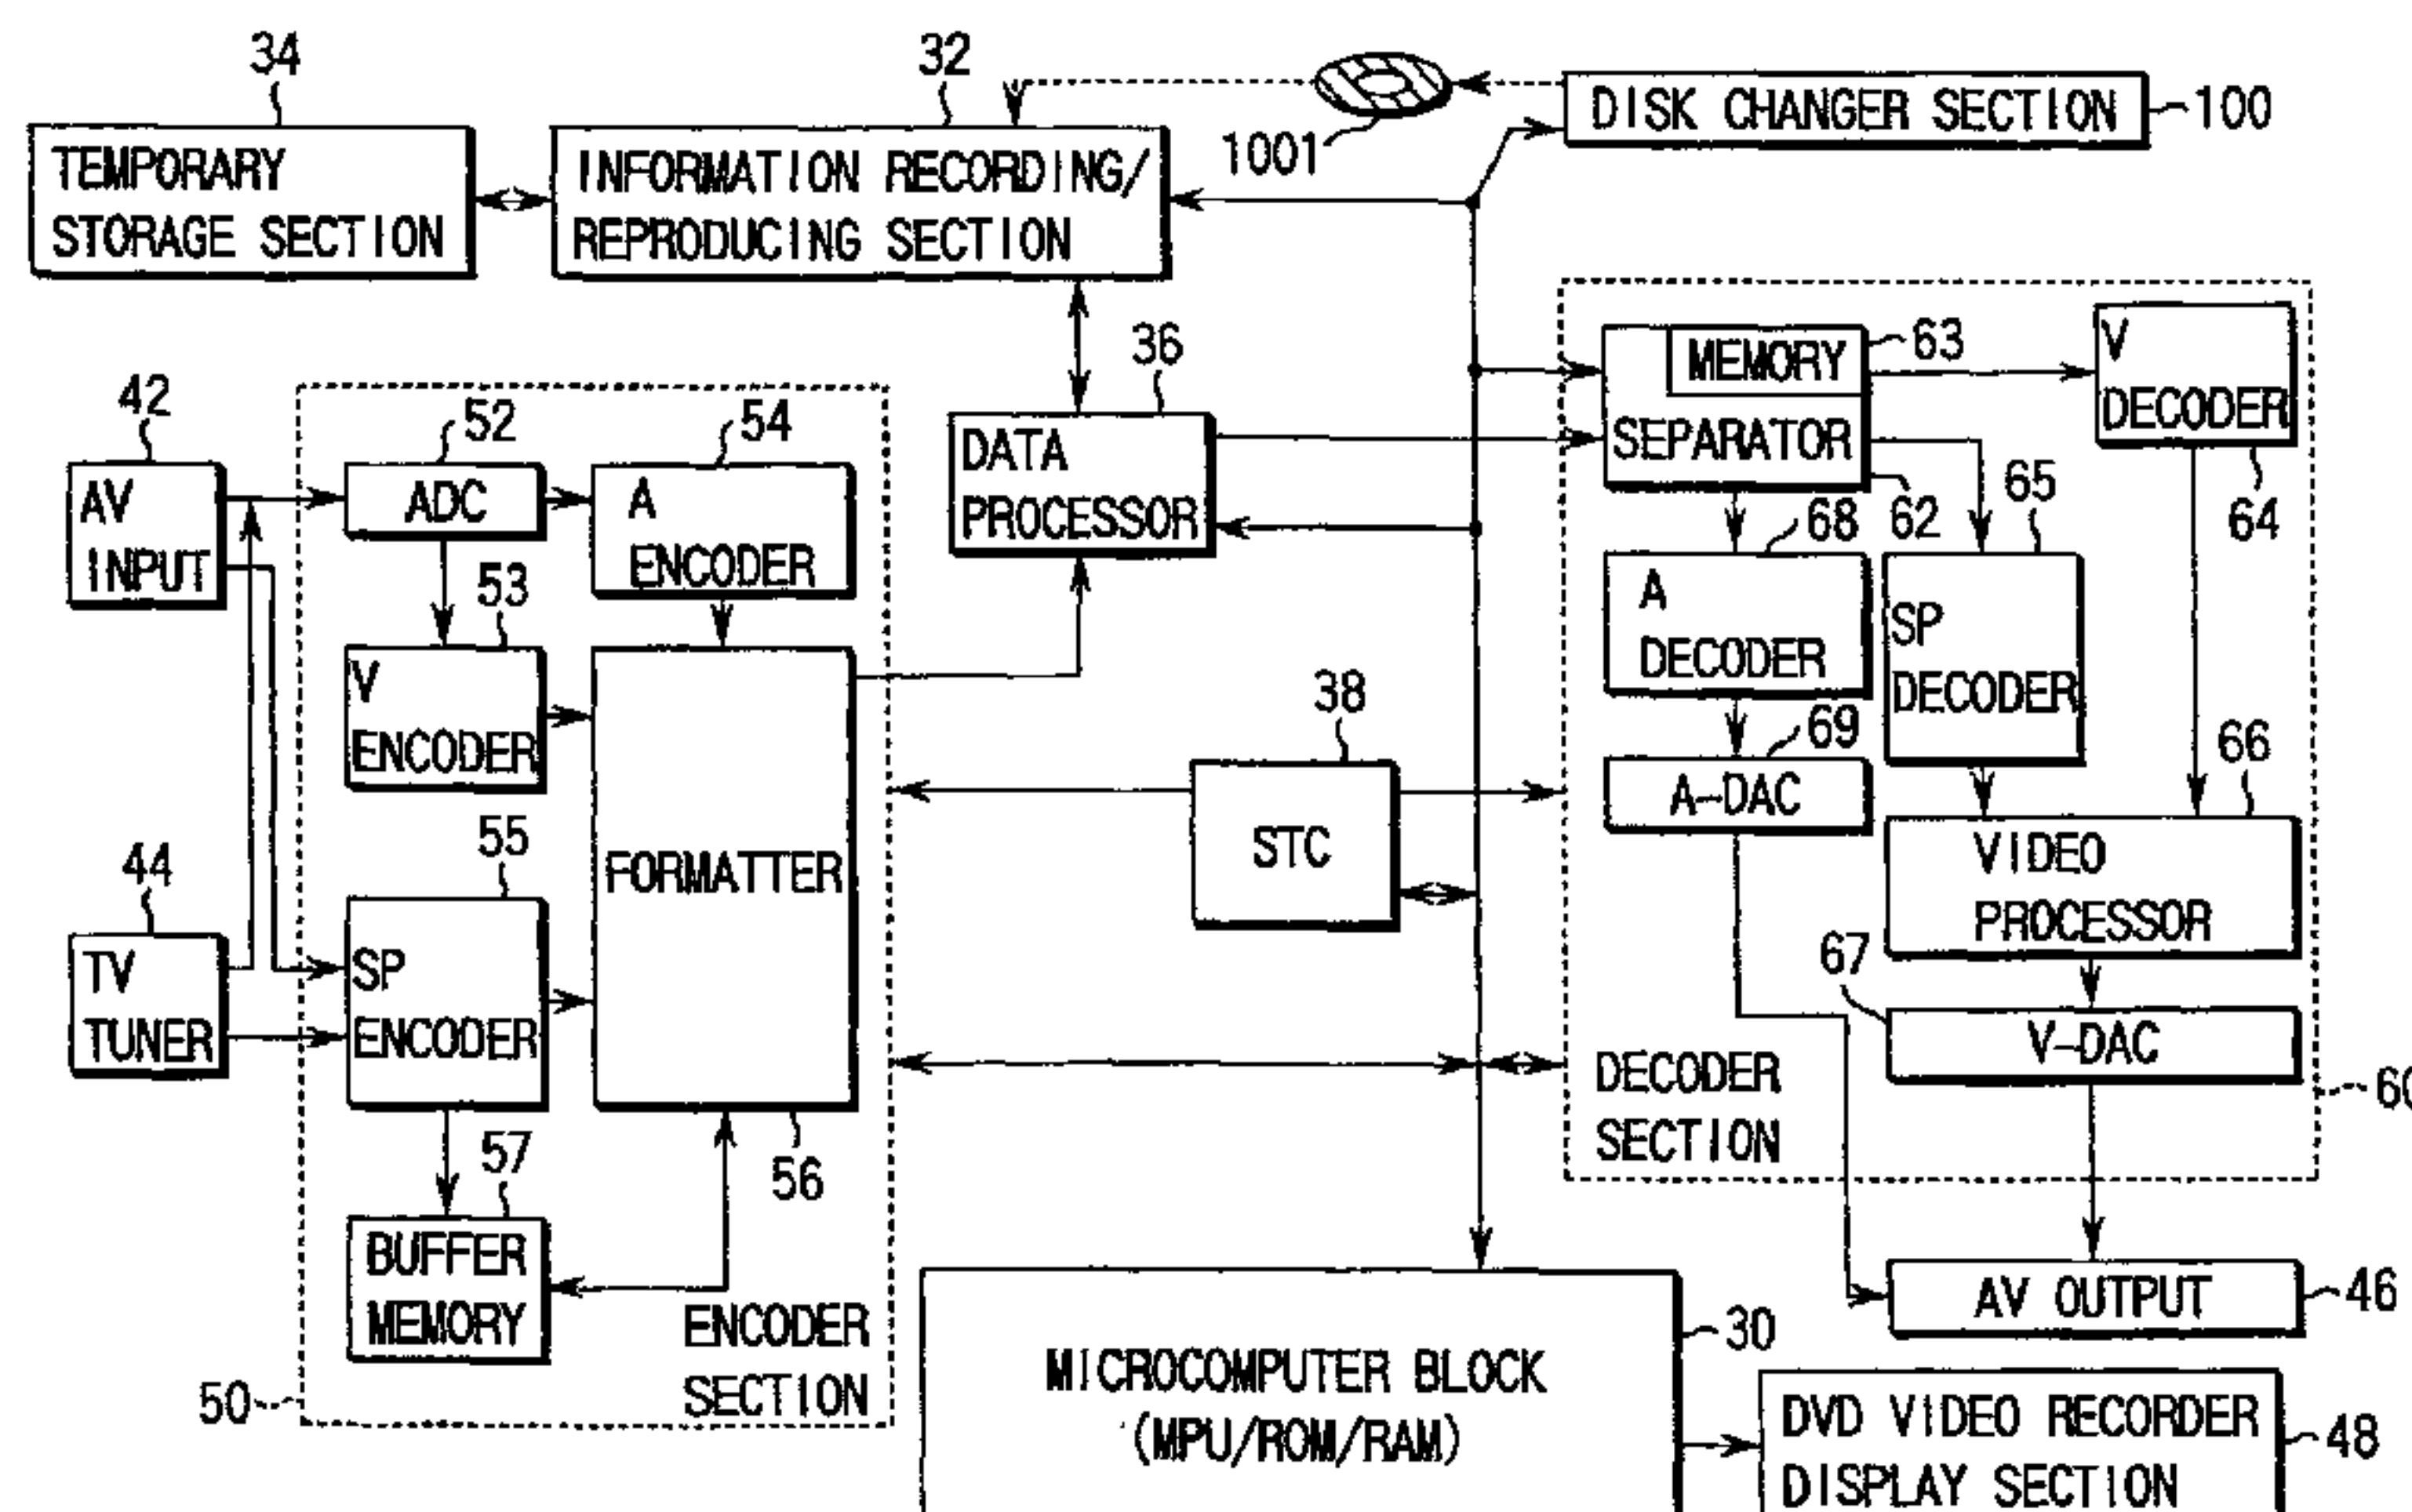 34
32
1001
DISK CHANGER SECTION
100
TEMPORARY
STORAGE SECTION
INFORMATION RECORDING/
REPRODUCING SECTION
36
42
52
54
AV
INPUT
ADC
A
ENCODER
53
V
ENCODER
DATA
PROCESSOR
63
MEMORY
SEPARATOR
62
V
DECODER
64
65
68
A
DECODER
SP
DECODER
38
69
66
STC
A-DAC
VIDEO
PROCESSOR
44
55
FORMATTER
TV
TUNER
SP
ENCODER
67
V-DAC
DECODER
SECTION
60
57
56
BUFFER
MEMORY
ENCODER
SECTION
50
AV OUTPUT
46
30
MICROCOMPUTER BLOCK
(MPU/ROM/RAM)
DVD VIDEO RECORDER
DISPLAY SECTION
48